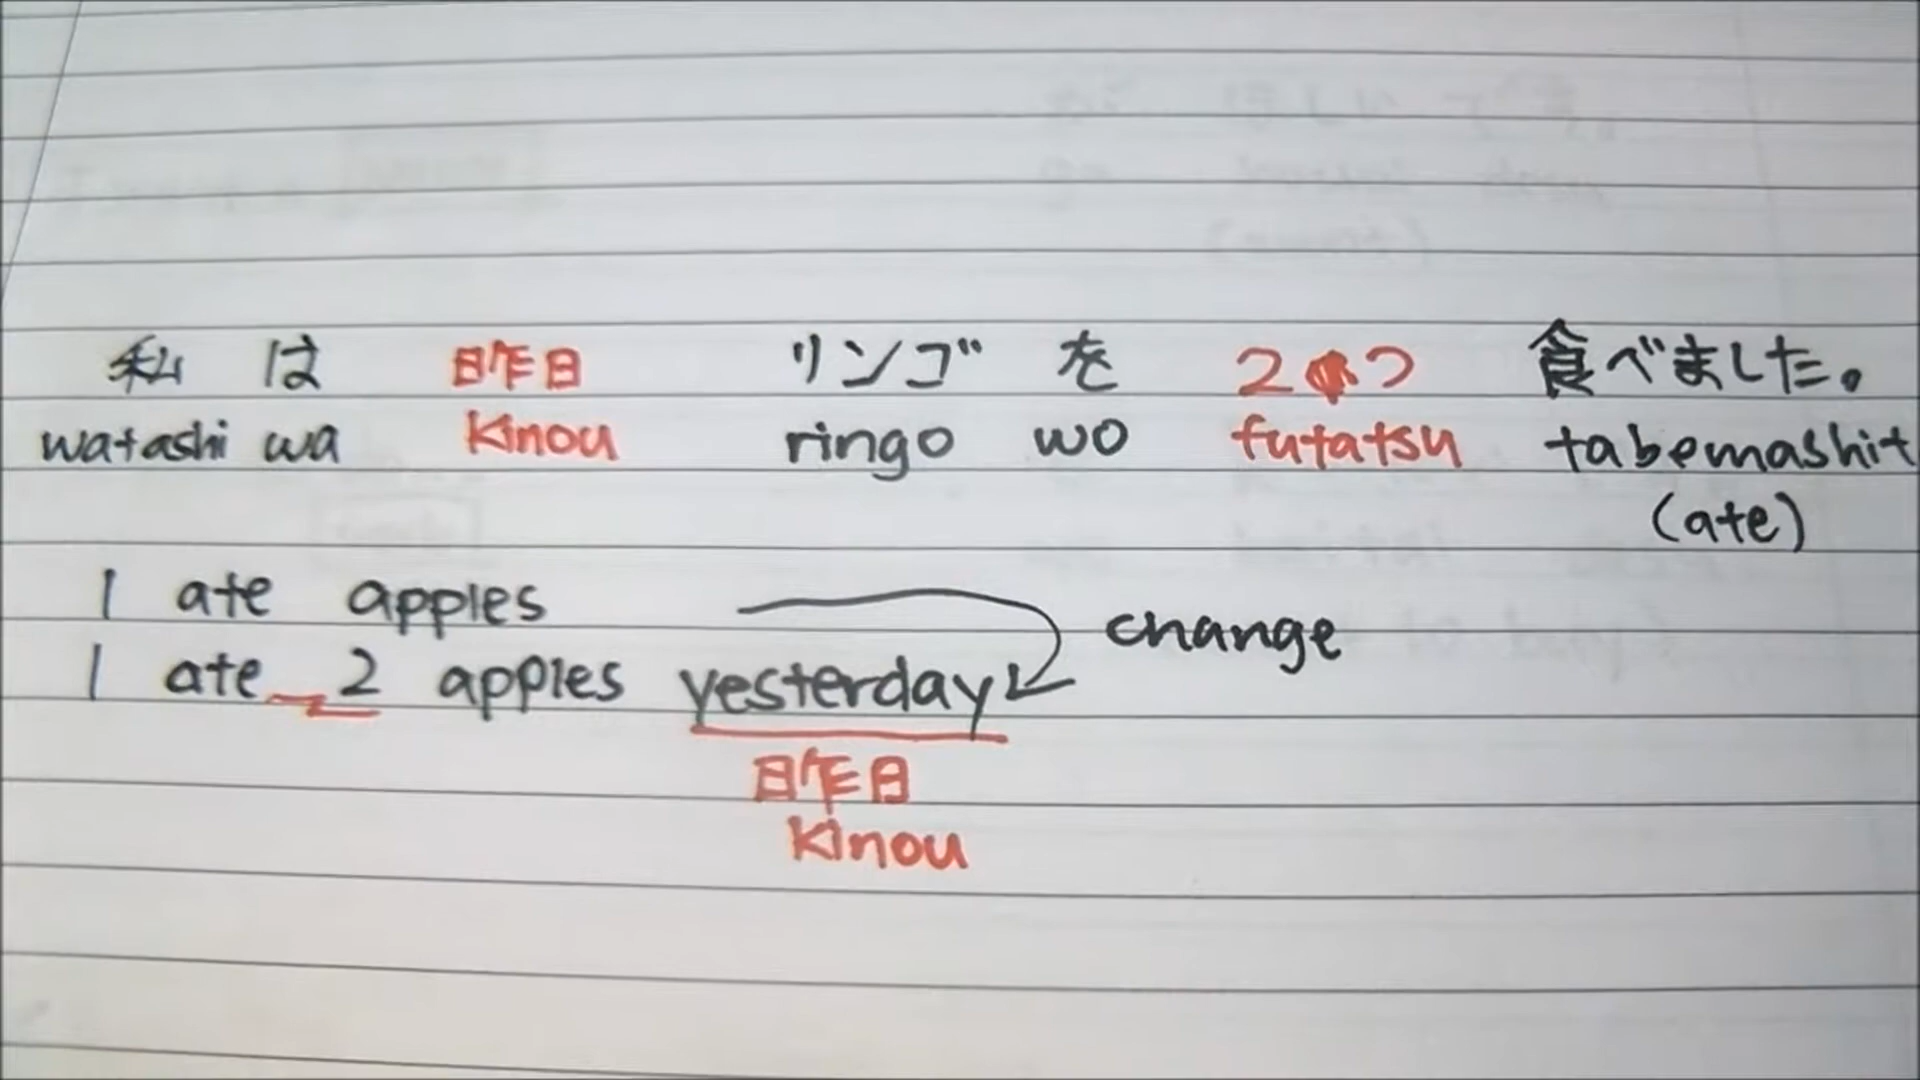 私 は 昨日 リンゴ を 2つ 食べました。
watashi wa kinou ringo wo futatsu tabemashit
(ate)
I ate apples
change
I ate 2 apples yesterday
昨日
kinou